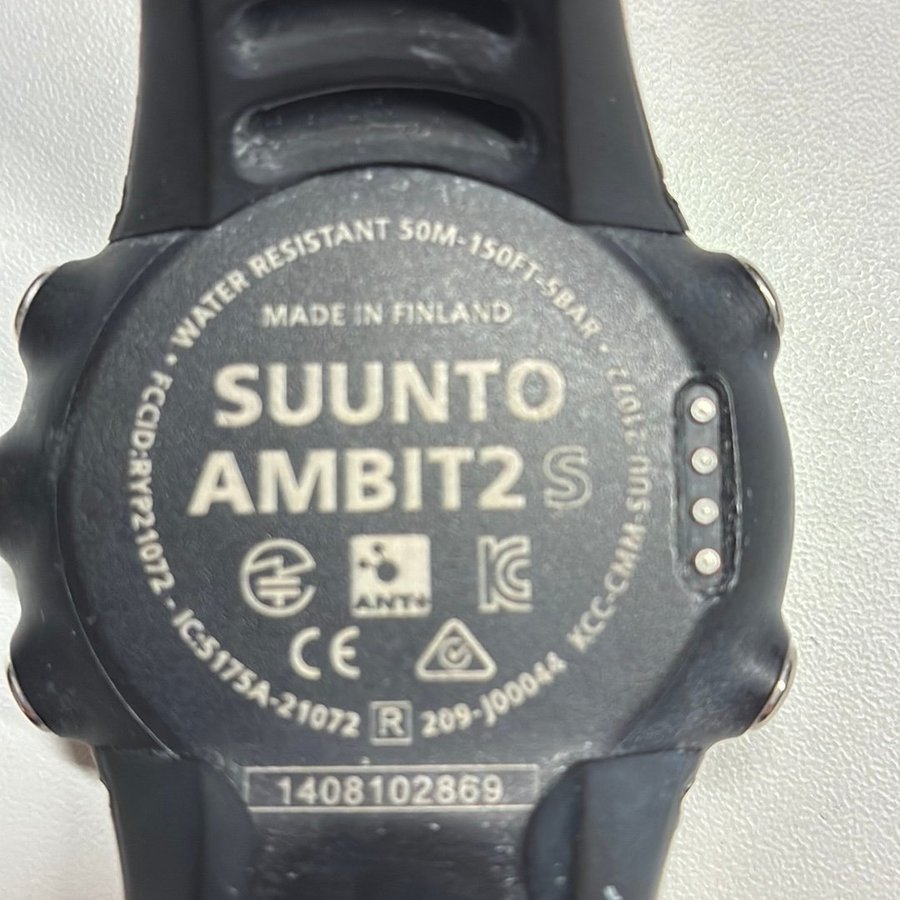 • WATER RESISTANT 50M-150FT-5BAR •
MADE IN FINLAND
SUUNTO
AMBIT2 S
ANT+
CE
FCCID:RYP21072 - IC:5175A-21072 R 209-J00044 KCC-CMM-SUU-21072
1408102869